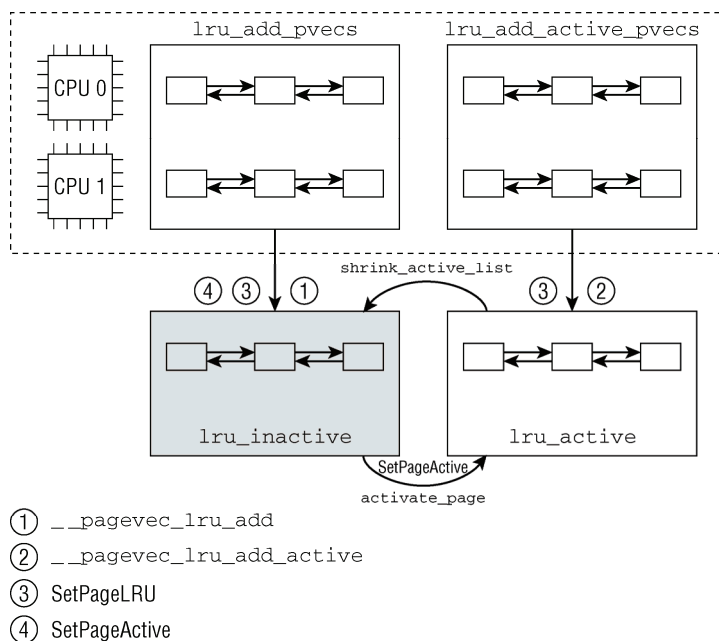 lru_add_pvecs
lru_add_active_pvecs
CPU 0
CPU 1
shrink_active_list
4 3 1
3 2
lru_inactive
lru_active
SetPageActive
activate_page
1 __pagevec_lru_add
2 __pagevec_lru_add_active
3 SetPageLRU
4 SetPageActive